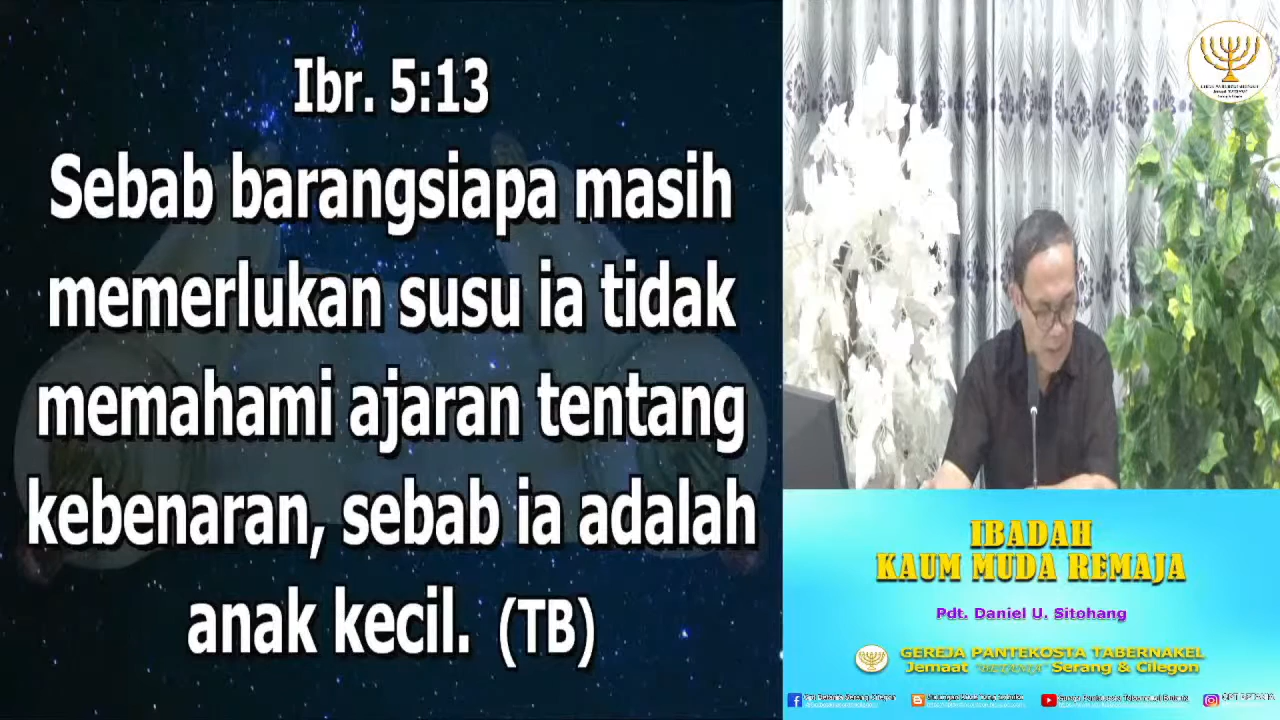 Ibr. 5:13
Sebab barangsiapa masih
memerlukan susu ia tidak
memahami ajaran tentang
kebenaran, sebab ia adalah
anak kecil. (TB)
IBADAH
KAUM MUDA REMAJA
Pdt. Daniel U. Sitohang
GEREJA PANTEKOSTA TABERNAKEL
Jemaat "BETANIA" Serang & Cilegon